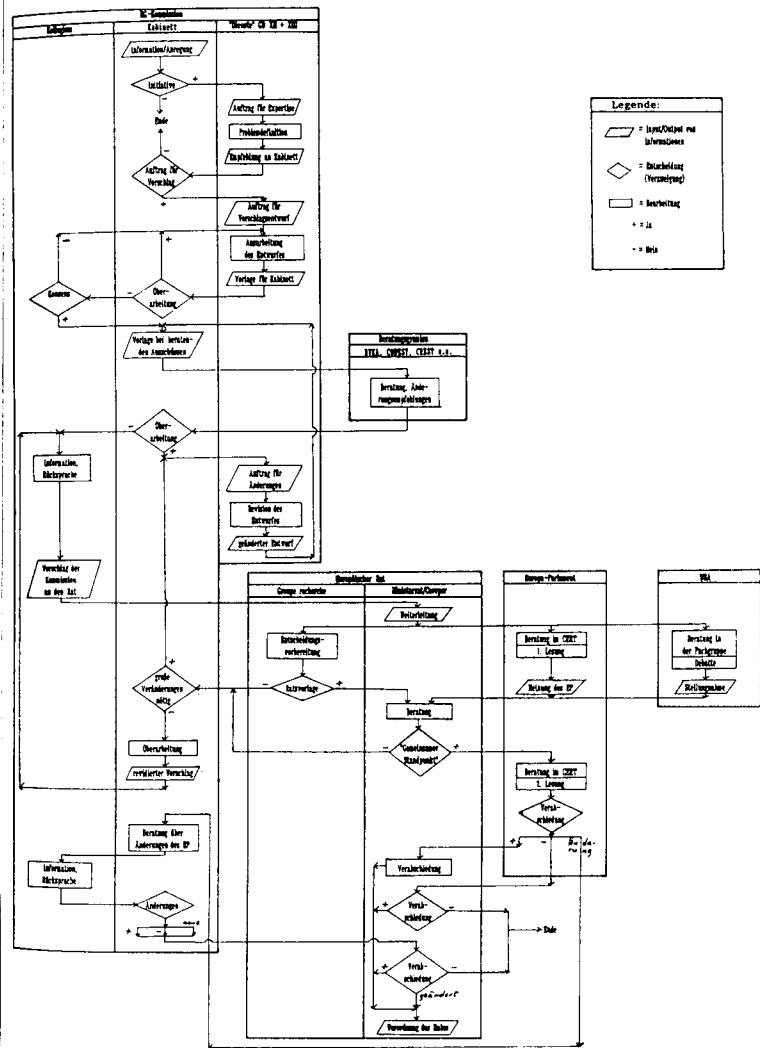 EG-Kommission
Kollegium
Kabinett
"Dienste" GD XII + XIII
Information/Anregung
Initiative
+
-
Ende
Auftrag für Expertise
Problemdefinition
Empfehlung an Kabinett
-
Auftrag für
Vorschlag
+
Auftrag für
Vorschlagsentwurf
Ausarbeitung
des Entwurfes
Vorlage für Kabinett
-
+
Konsens
-
Über-
arbeitung
+
Vorlage bei beraten-
den Ausschüssen
Beratungsgremien
CODEST, CREST u.a.
Beratung, Ände-
rungsempfehlungen
-
Über-
arbeitung
+
Information,
Rücksprache
Auftrag für
Änderungen
Revision des
Entwurfes
geänderter Entwurf
Vorschlag der
Kommission
an den Rat
Europäischer Rat
Groupe recherche
Ministerrat/Coreper
Europa-Parlament
WSA
Weiterleitung
Entscheidungs-
vorbereitung
Beratung im CERT
1. Lesung
Beratung in
der Fachgruppe
Debatte
+
große
Veränderungen
nötig
-
-
Ratsvorlage
+
Meinung des EP
Stellungnahme
Beratung
-
"Gemeinsamer
Standpunkt"
+
Überarbeitung
revidierter Vorschlag
Beratung im CERT
2. Lesung
Verab-
schiedung
+
-
Änderung
Beratung über
Änderungen des EP
Verabschiedung
Information,
Rücksprache
Änderungen
+
-
+
Verab-
schiedung
-
Ende
+
Verab-
schiedung
-
geändert
Verordnung des Rates
Legende:
= Input/Output von
Informationen
= Entscheidung
(Verzweigung)
= Bearbeitung
+ = Ja
- = Nein